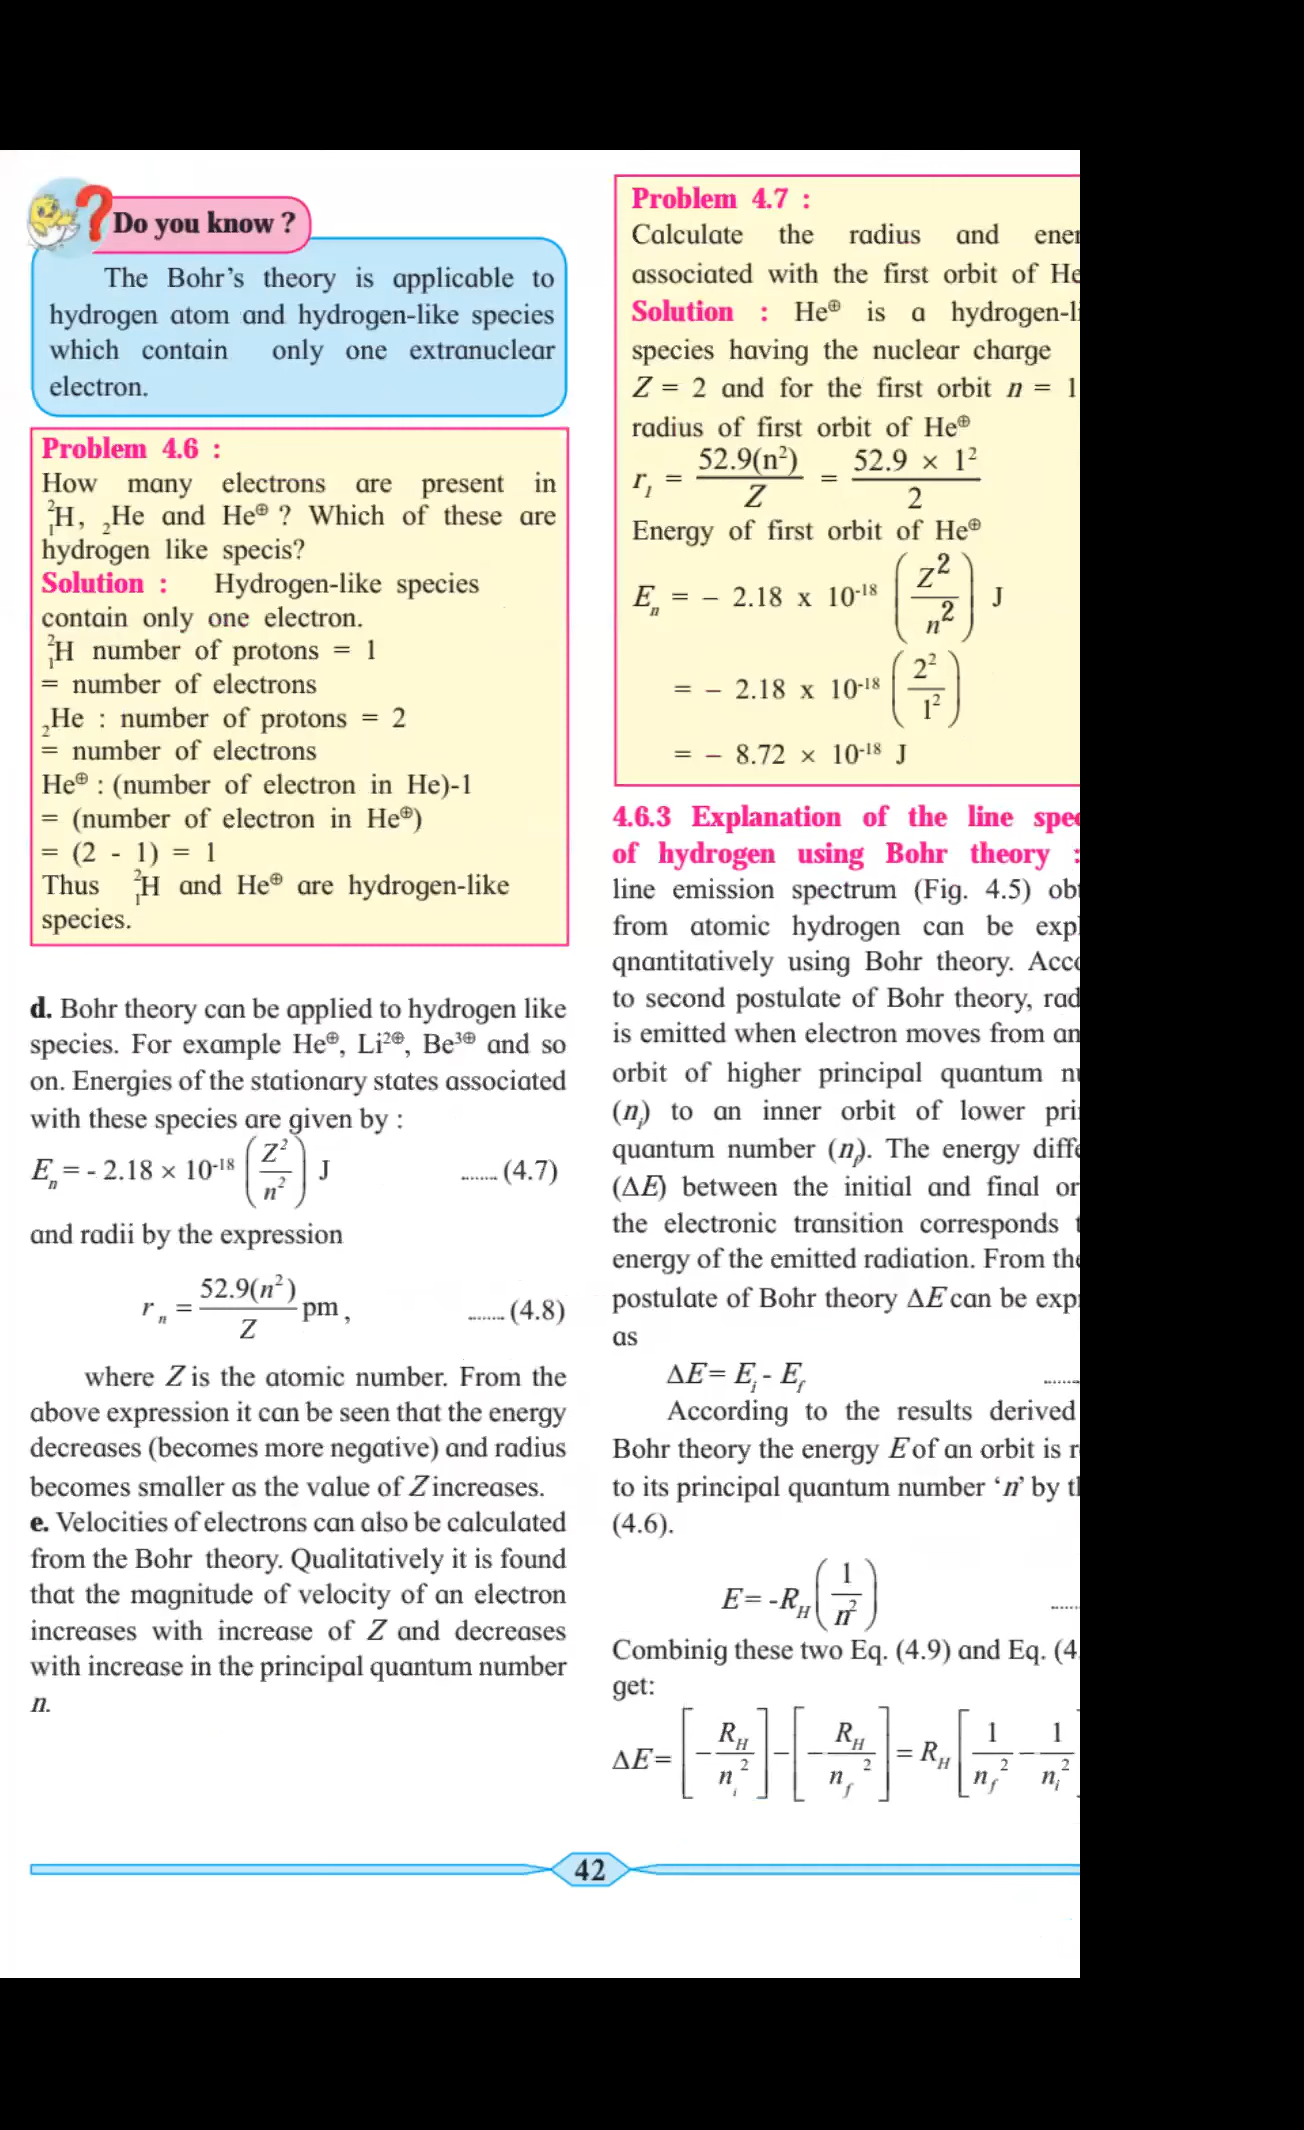 Do you know ?
The Bohr's theory is applicable to
hydrogen atom and hydrogen-like species
which contain only one extranuclear
electron.
Problem 4.6 :
How many electrons are present in
²₁H, ₂He and He⊕ ? Which of these are
hydrogen like specis?
Solution : Hydrogen-like species
contain only one electron.
²₁H number of protons = 1
= number of electrons
₂He : number of protons = 2
= number of electrons
He⊕ : (number of electron in He)-1
= (number of electron in He⊕)
= (2 - 1) = 1
Thus ²₁H and He⊕ are hydrogen-like
species.
d. Bohr theory can be applied to hydrogen like
species. For example He⊕, Li²⊕, Be³⊕ and so
on. Energies of the stationary states associated
with these species are given by :
Eₙ = - 2.18 × 10⁻¹⁸ (Z²/n²) J ........ (4.7)
and radii by the expression
r ₙ = 52.9(n²)/Z pm , ........ (4.8)
where Z is the atomic number. From the
above expression it can be seen that the energy
decreases (becomes more negative) and radius
becomes smaller as the value of Z increases.
e. Velocities of electrons can also be calculated
from the Bohr theory. Qualitatively it is found
that the magnitude of velocity of an electron
increases with increase of Z and decreases
with increase in the principal quantum number
n.
Problem 4.7 :
Calculate the radius and ener
associated with the first orbit of He
Solution : He⊕ is a hydrogen-li
species having the nuclear charge
Z = 2 and for the first orbit n = 1
radius of first orbit of He⊕
r₁ = 52.9(n²)/Z = 52.9 × 1²/2
Energy of first orbit of He⊕
Eₙ = – 2.18 x 10⁻¹⁸ (Z²/n²) J
= – 2.18 x 10⁻¹⁸ (2²/1²)
= – 8.72 × 10⁻¹⁸ J
4.6.3 Explanation of the line spe
of hydrogen using Bohr theory :
line emission spectrum (Fig. 4.5) ob
from atomic hydrogen can be expl
qnantitatively using Bohr theory. Acco
to second postulate of Bohr theory, rad
is emitted when electron moves from an
orbit of higher principal quantum nu
(nᵢ) to an inner orbit of lower pri
quantum number (n_f). The energy diffe
(ΔE) between the initial and final or
the electronic transition corresponds t
energy of the emitted radiation. From the
postulate of Bohr theory ΔE can be exp
as
ΔE = Eᵢ - E_f .......
According to the results derived
Bohr theory the energy E of an orbit is r
to its principal quantum number 'n' by t
(4.6).
E = -R_H (1/n²) ......
Combinig these two Eq. (4.9) and Eq. (4
get:
ΔE = [–R_H/nᵢ²] – [–R_H/n_f²] = R_H [1/n_f² – 1/nᵢ²
42